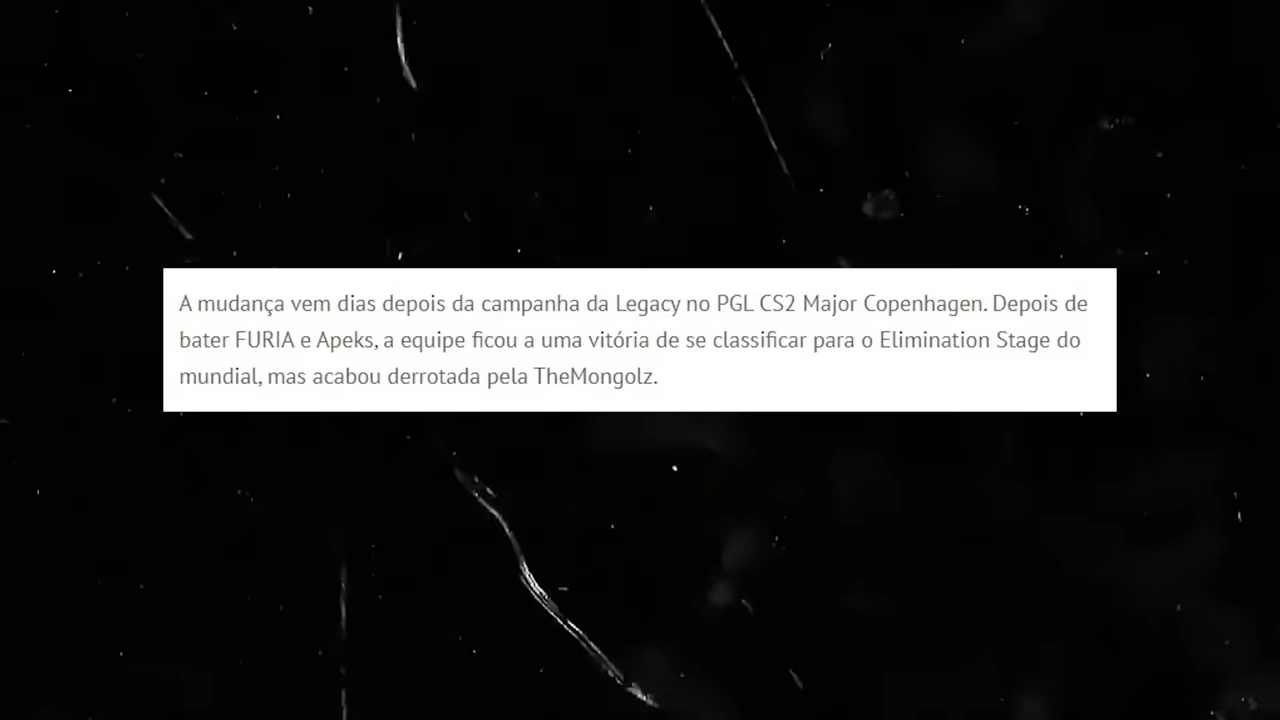 A mudança vem dias depois da campanha da Legacy no PGL CS2 Major Copenhagen. Depois de
bater FURIA e Apeks, a equipe ficou a uma vitória de se classificar para o Elimination Stage do
mundial, mas acabou derrotada pela TheMongolz.